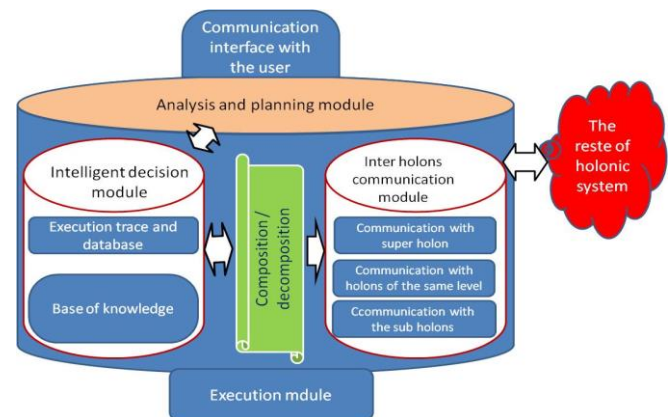 Communication
interface with
the user
Analysis and planning module
Intelligent decision
module
Execution trace and
database
Base of knowledge
Composition /
decomposition
Inter holons
communication
module
Communication with
super holon
Communication with
holons of the same level
Ccommunication with
the sub holons
The
reste of
holonic
system
Execution mdule